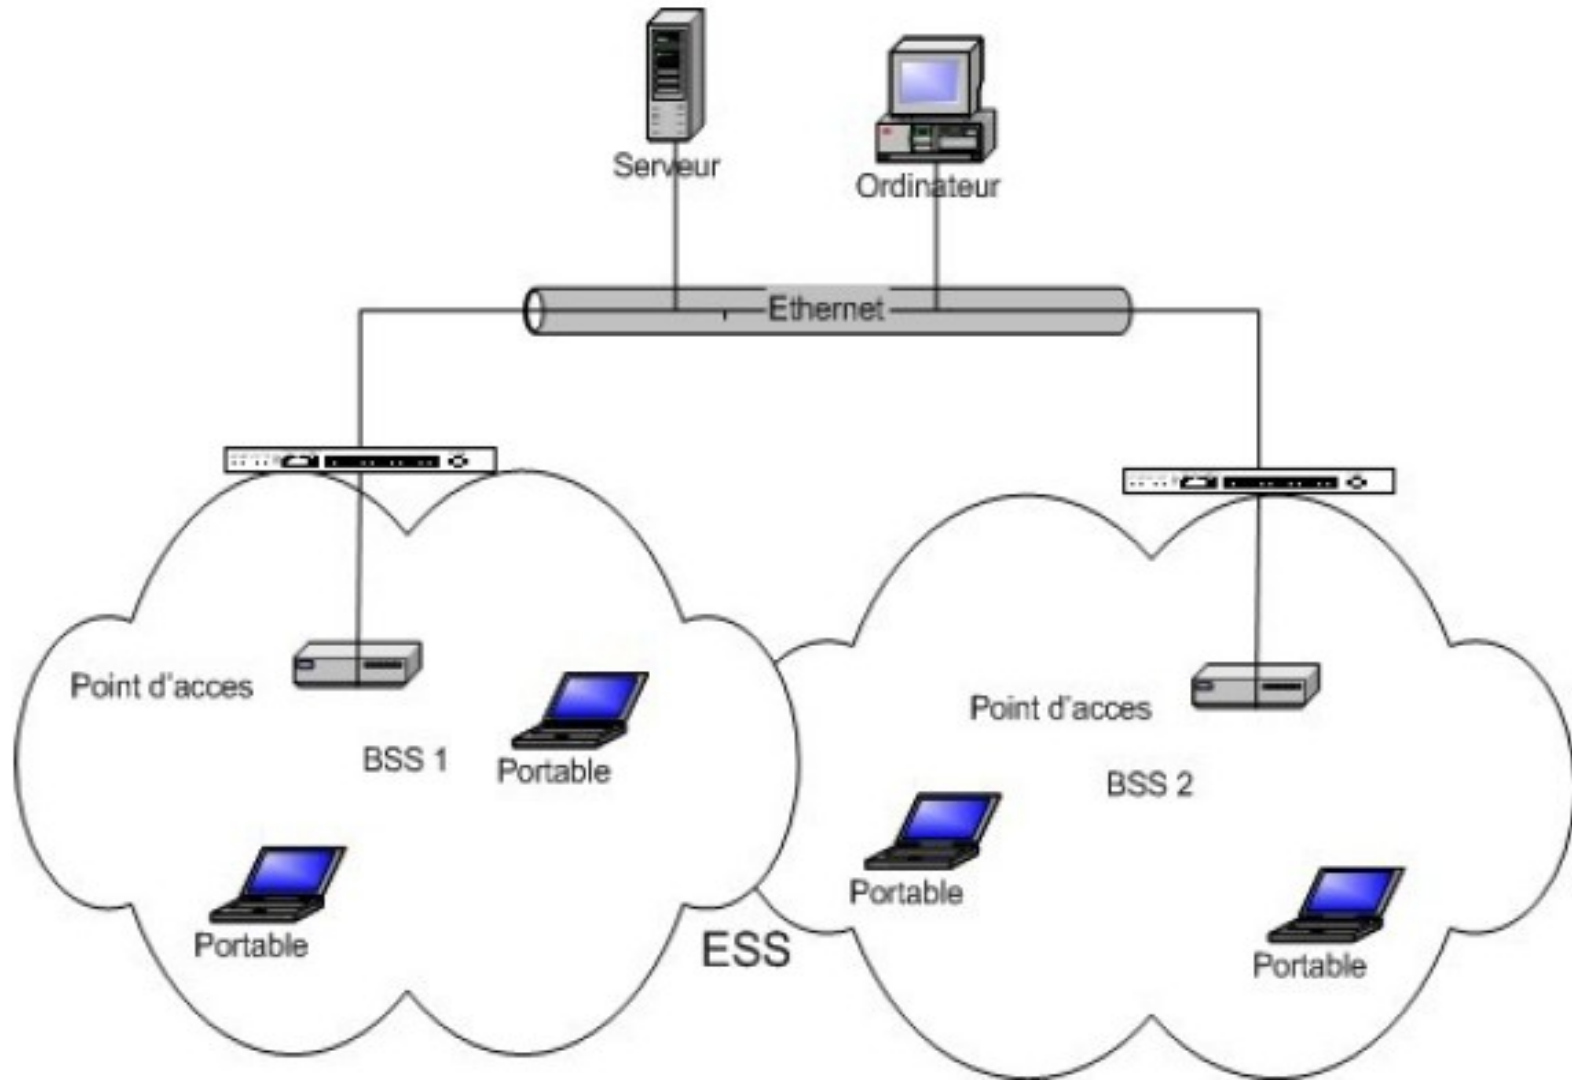 Serveur
Ordinateur
Ethernet
Point d'acces
BSS 1
Portable
Portable
Point d'acces
BSS 2
Portable
Portable
ESS